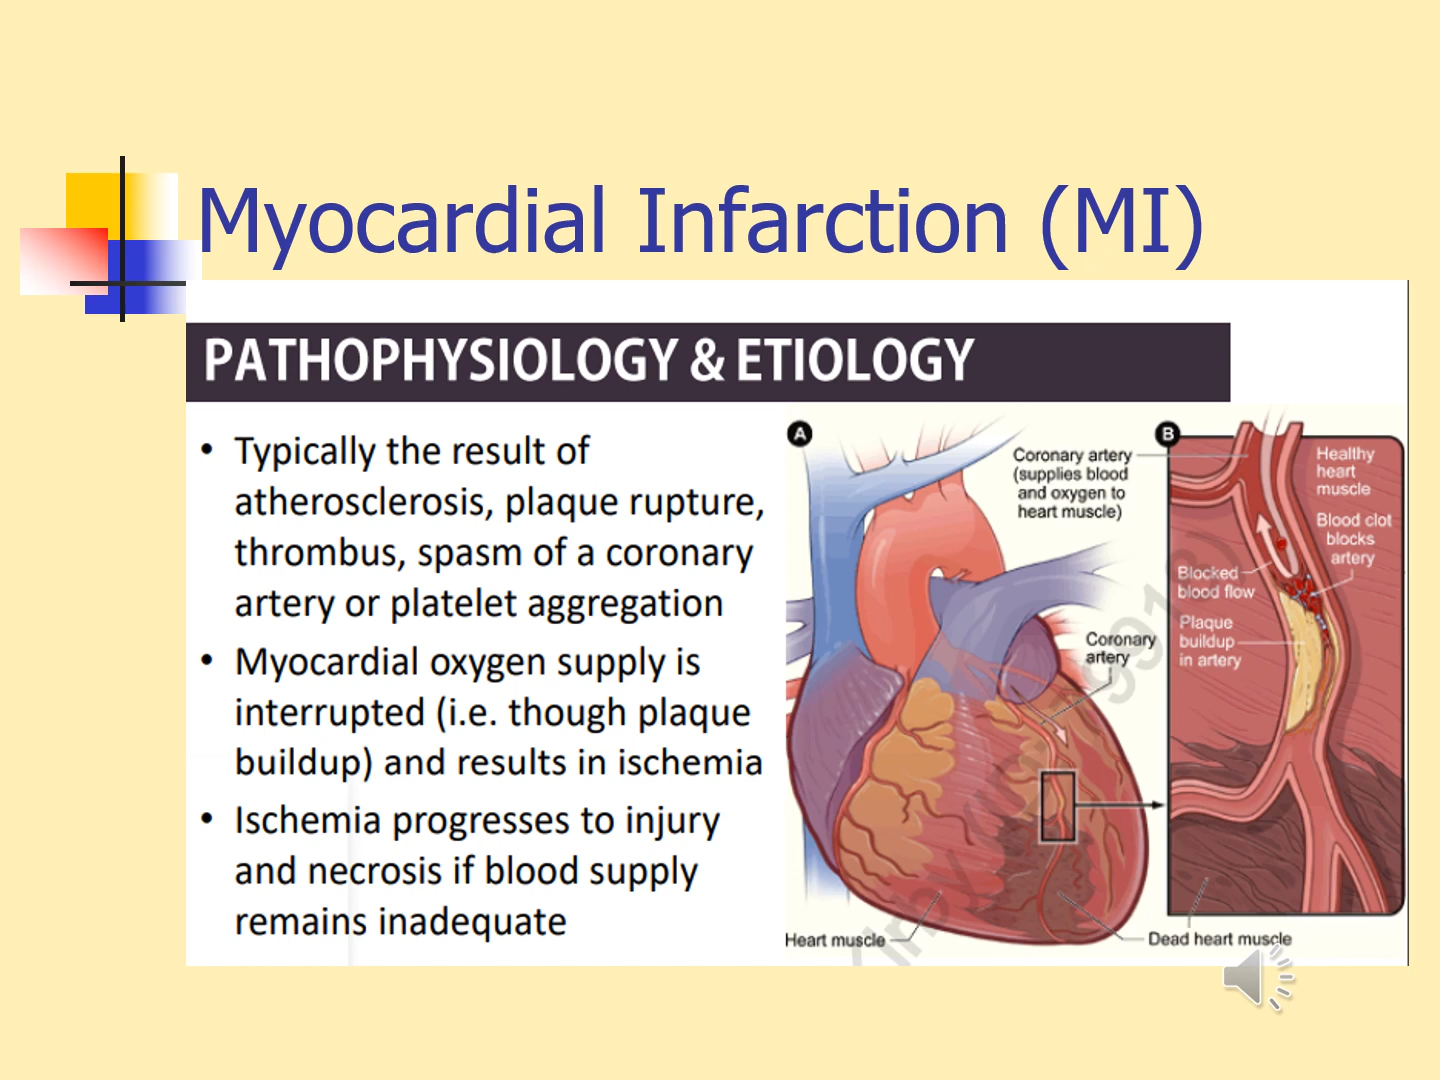 Myocardial Infarction (MI)
PATHOPHYSIOLOGY & ETIOLOGY
• Typically the result of
atherosclerosis, plaque rupture,
thrombus, spasm of a coronary
artery or platelet aggregation
• Myocardial oxygen supply is
interrupted (i.e. though plaque
buildup) and results in ischemia
• Ischemia progresses to injury
and necrosis if blood supply
remains inadequate
A
Coronary artery
(supplies blood
and oxygen to
heart muscle)
Coronary
artery
Heart muscle
Dead heart muscle
B
Healthy
heart
muscle
Blood clot
blocks
artery
Blocked
blood flow
Plaque
buildup
in artery